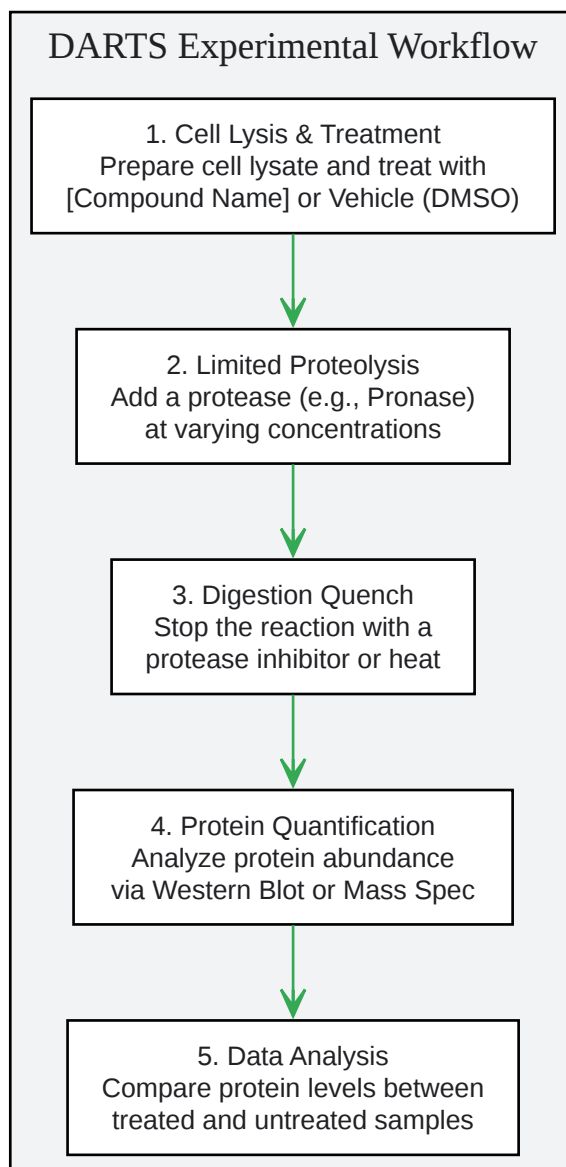 DARTS Experimental Workflow
1. Cell Lysis & Treatment
Prepare cell lysate and treat with
[Compound Name] or Vehicle (DMSO)
2. Limited Proteolysis
Add a protease (e.g., Pronase)
at varying concentrations
3. Digestion Quench
Stop the reaction with a
protease inhibitor or heat
4. Protein Quantification
Analyze protein abundance
via Western Blot or Mass Spec
5. Data Analysis
Compare protein levels between
treated and untreated samples